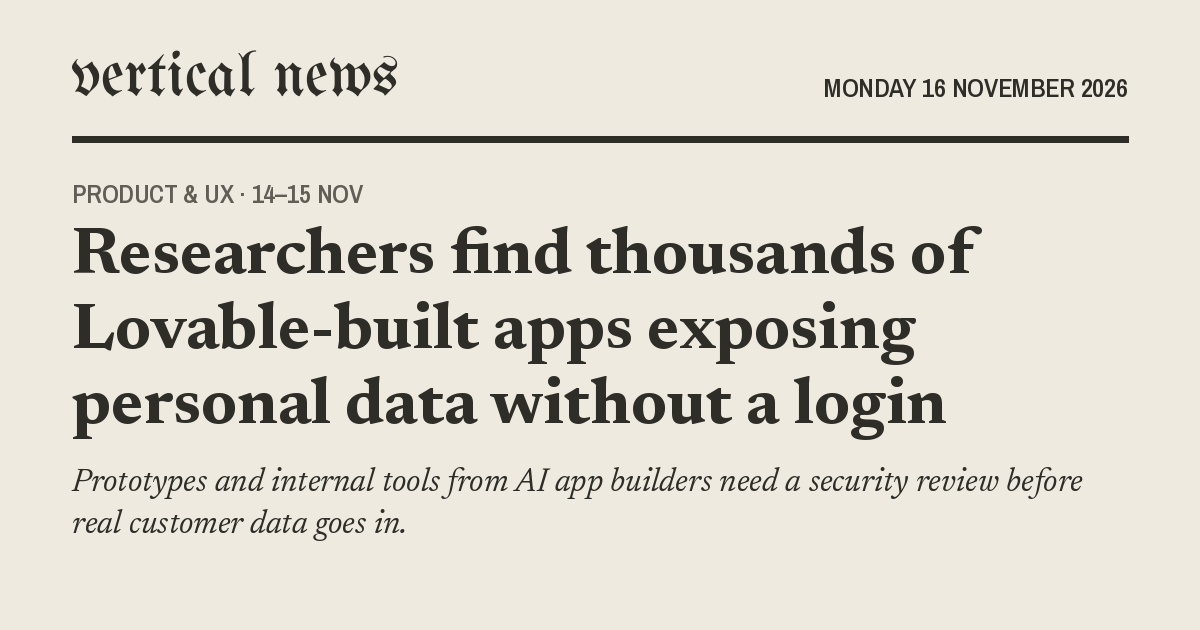 vertical news
MONDAY 16 NOVEMBER 2026
PRODUCT & UX · 14–15 NOV
Researchers find thousands of
Lovable-built apps exposing
personal data without a login
Prototypes and internal tools from AI app builders need a security review before
real customer data goes in.